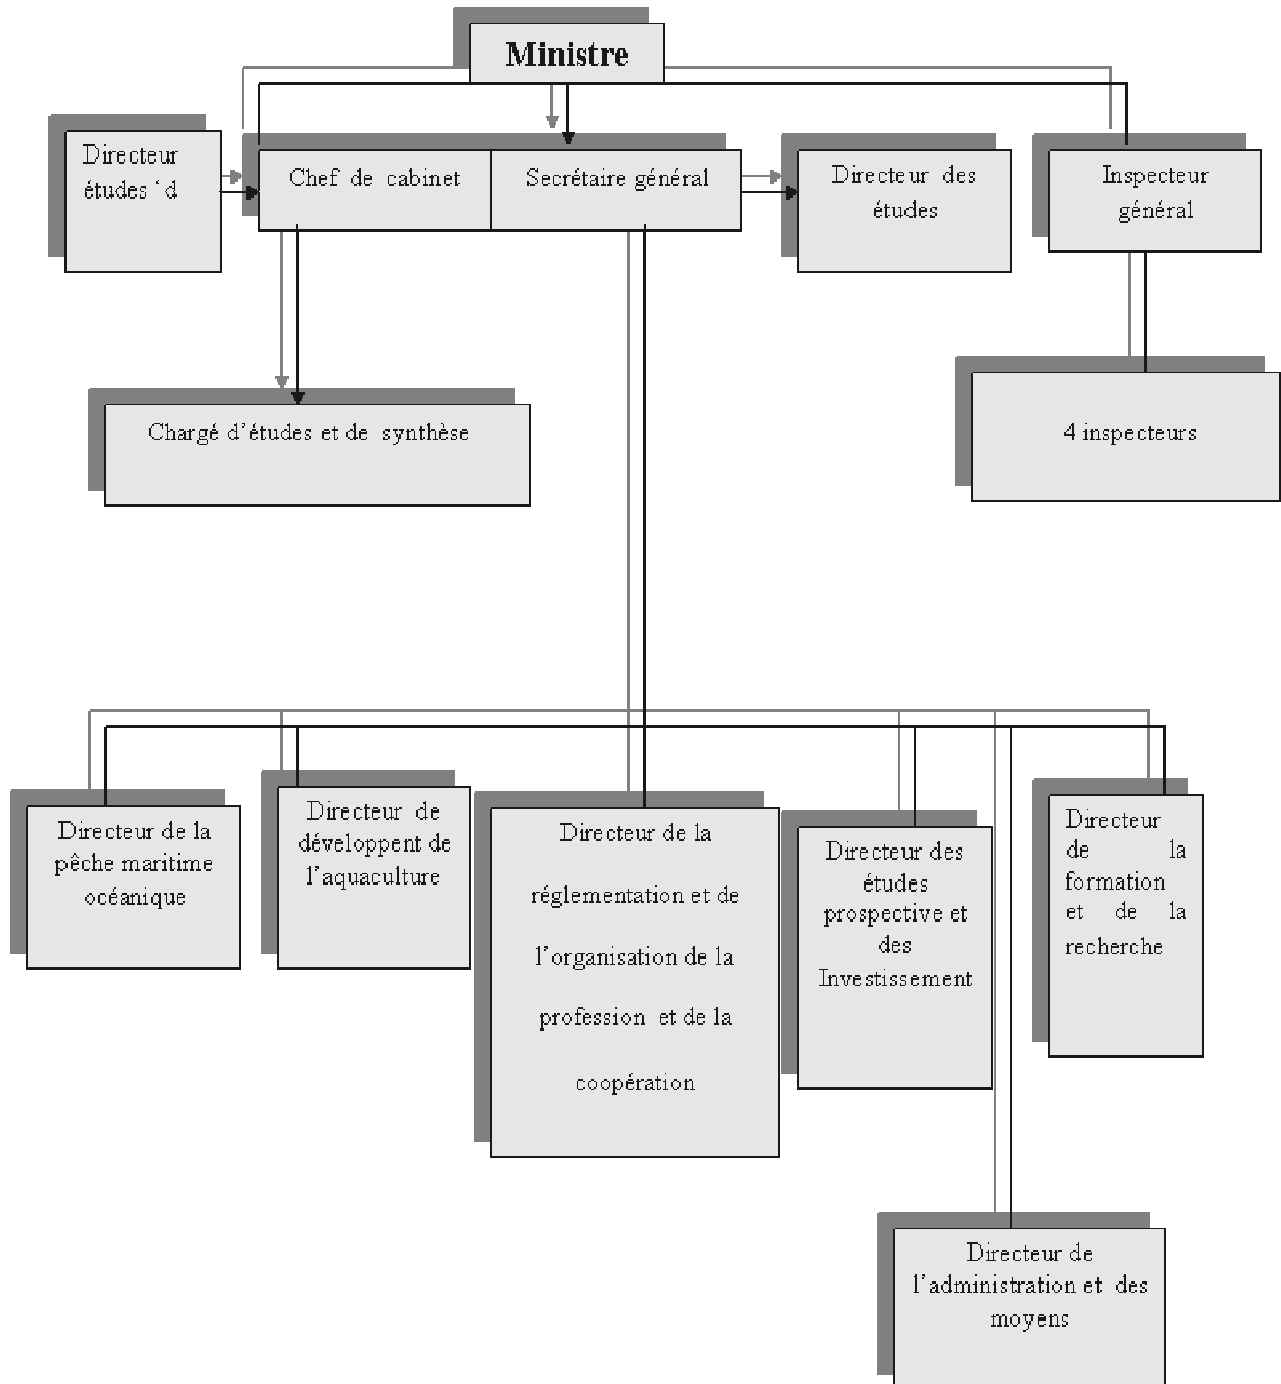 Ministre
Directeur
études ‘d
Chef de cabinet
Secrétaire général
Directeur des
études
Inspecteur
général
Chargé d’études et de synthèse
4 inspecteurs
Directeur de la
pêche maritime
océanique
Directeur de
développent de
l’aquaculture
Directeur de la
réglementation et de
l’organisation de la
profession et de la
coopération
Directeur des
études
prospective et
des
Investissement
Directeur
de la
formation
et de la
recherche
Directeur de
l’administration et des
moyens